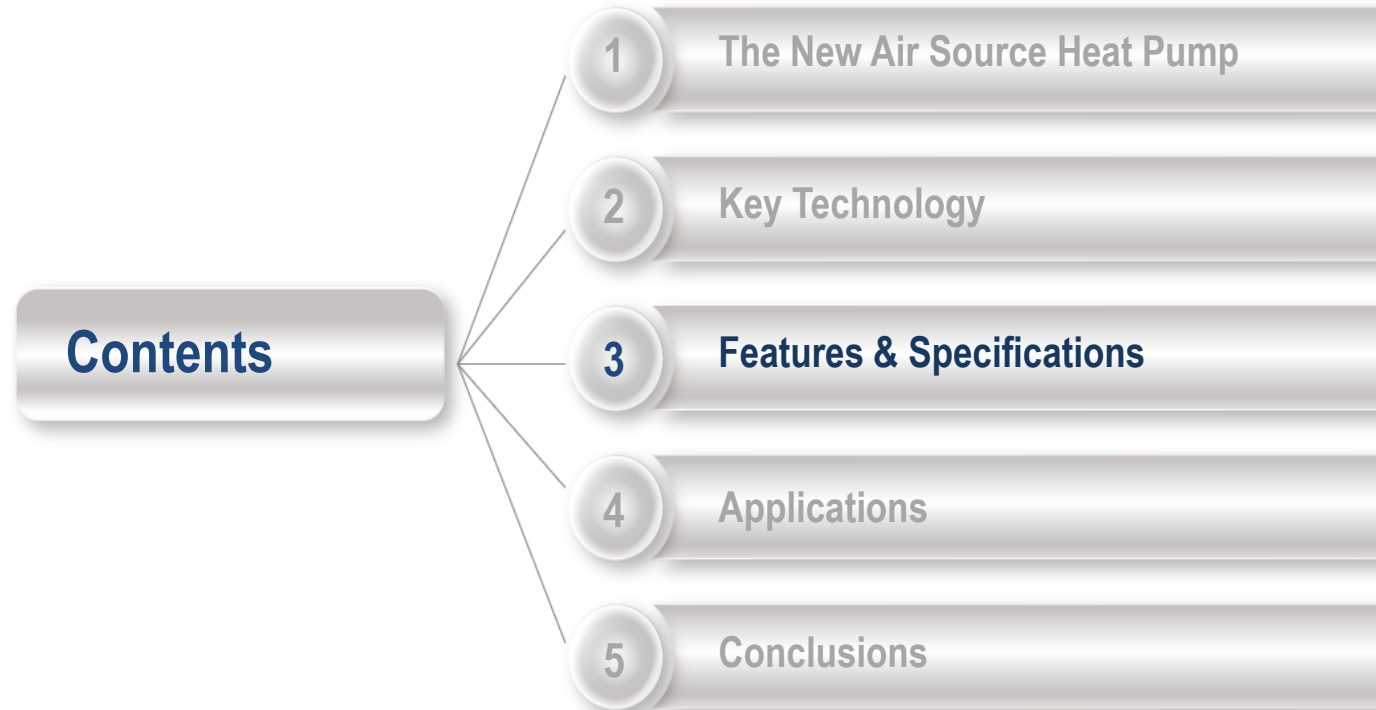 Contents
1 The New Air Source Heat Pump
2 Key Technology
3 Features & Specifications
4 Applications
5 Conclusions